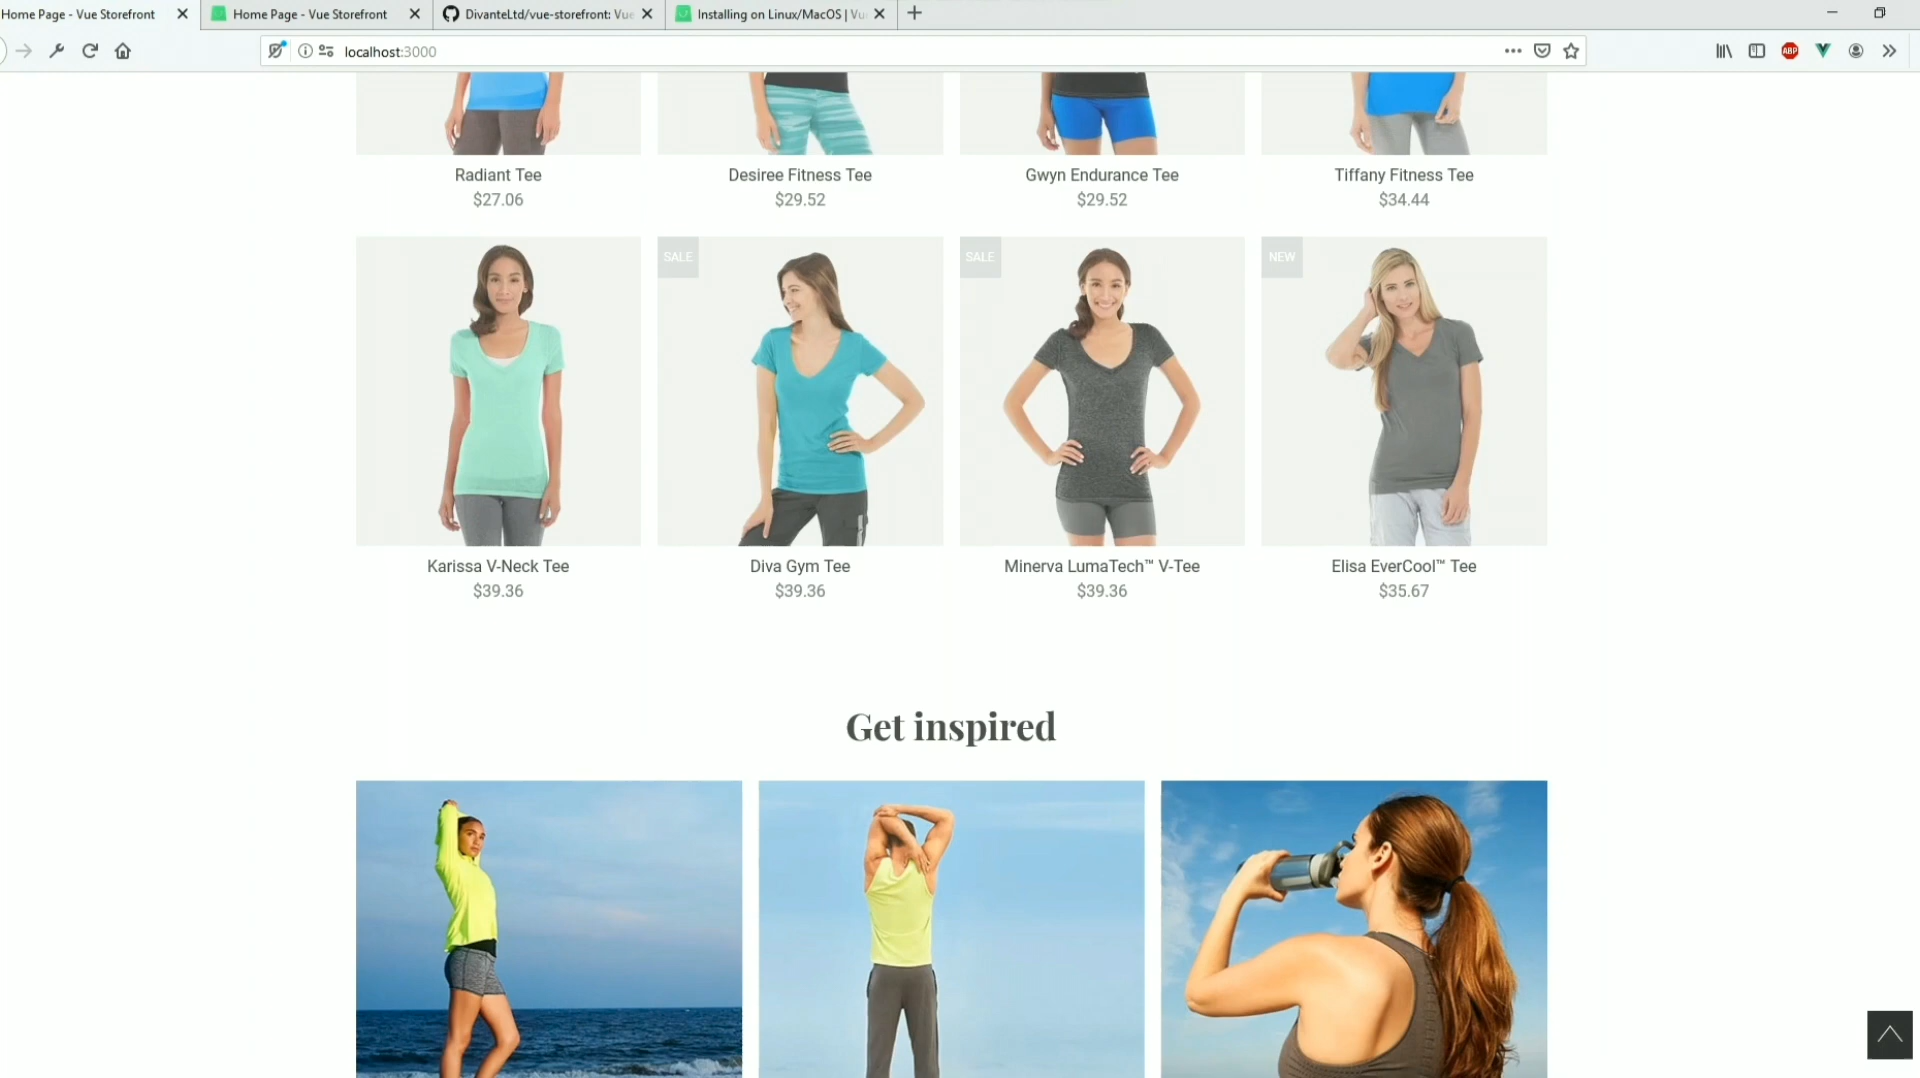 Home Page - Vue Storefront
Home Page - Vue Storefront
DivanteLtd/vue-storefront: Vue
Installing on Linux/MacOS | Vu
localhost:3000
ABP
Radiant Tee
$27.06
Desiree Fitness Tee
$29.52
Gwyn Endurance Tee
$29.52
Tiffany Fitness Tee
$34.44
SALE
SALE
NEW
Karissa V-Neck Tee
$39.36
Diva Gym Tee
$39.36
Minerva LumaTech™ V-Tee
$39.36
Elisa EverCool™ Tee
$35.67
Get inspired